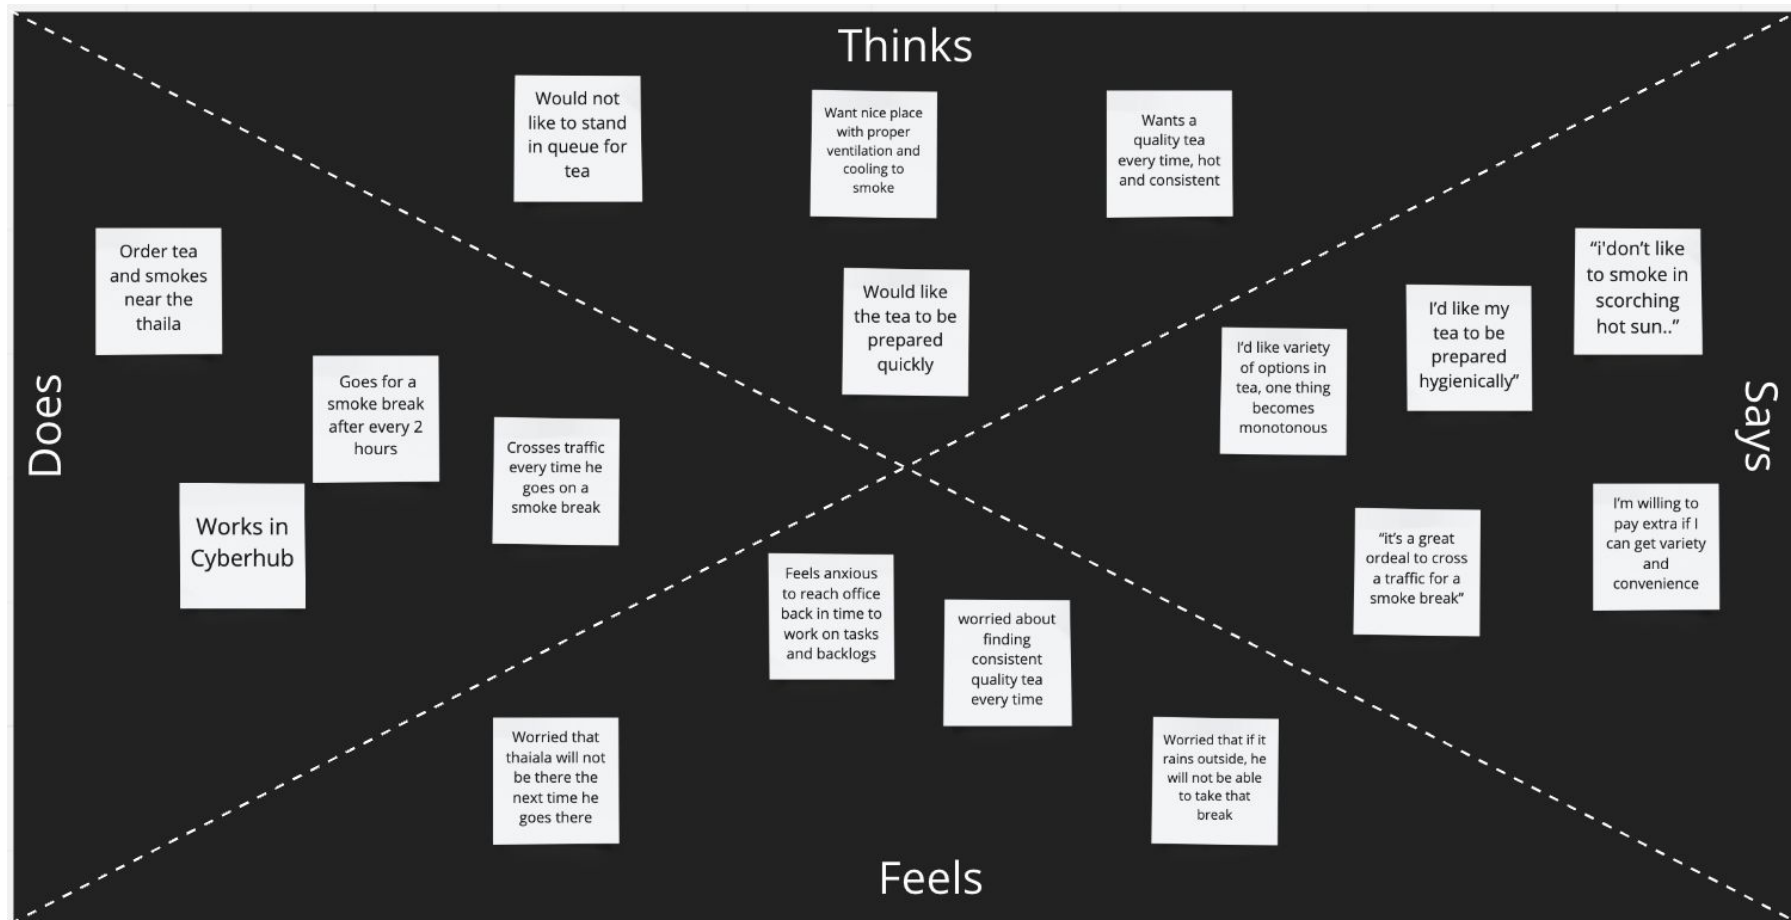 Thinks
Would not
like to stand
in queue for
tea
Want nice place
with proper
ventilation and
cooling to
smoke
Wants a
quality tea
every time, hot
and consistent
Would like
the tea to be
prepared
quickly
Does
Order tea
and smokes
near the
thaila
Goes for a
smoke break
after every 2
hours
Crosses traffic
every time he
goes on a
smoke break
Works in
Cyberhub
Says
“i'don’t like
to smoke in
scorching
hot sun..”
I’d like my
tea to be
prepared
hygienically”
I’d like variety
of options in
tea, one thing
becomes
monotonous
“it’s a great
ordeal to cross
a traffic for a
smoke break”
I’m willing to
pay extra if I
can get variety
and
convenience
Feels anxious
to reach office
back in time to
work on tasks
and backlogs
worried about
finding
consistent
quality tea
every time
Worried that
thaiala will not
be there the
next time he
goes there
Worried that if it
rains outside, he
will not be able
to take that
break
Feels